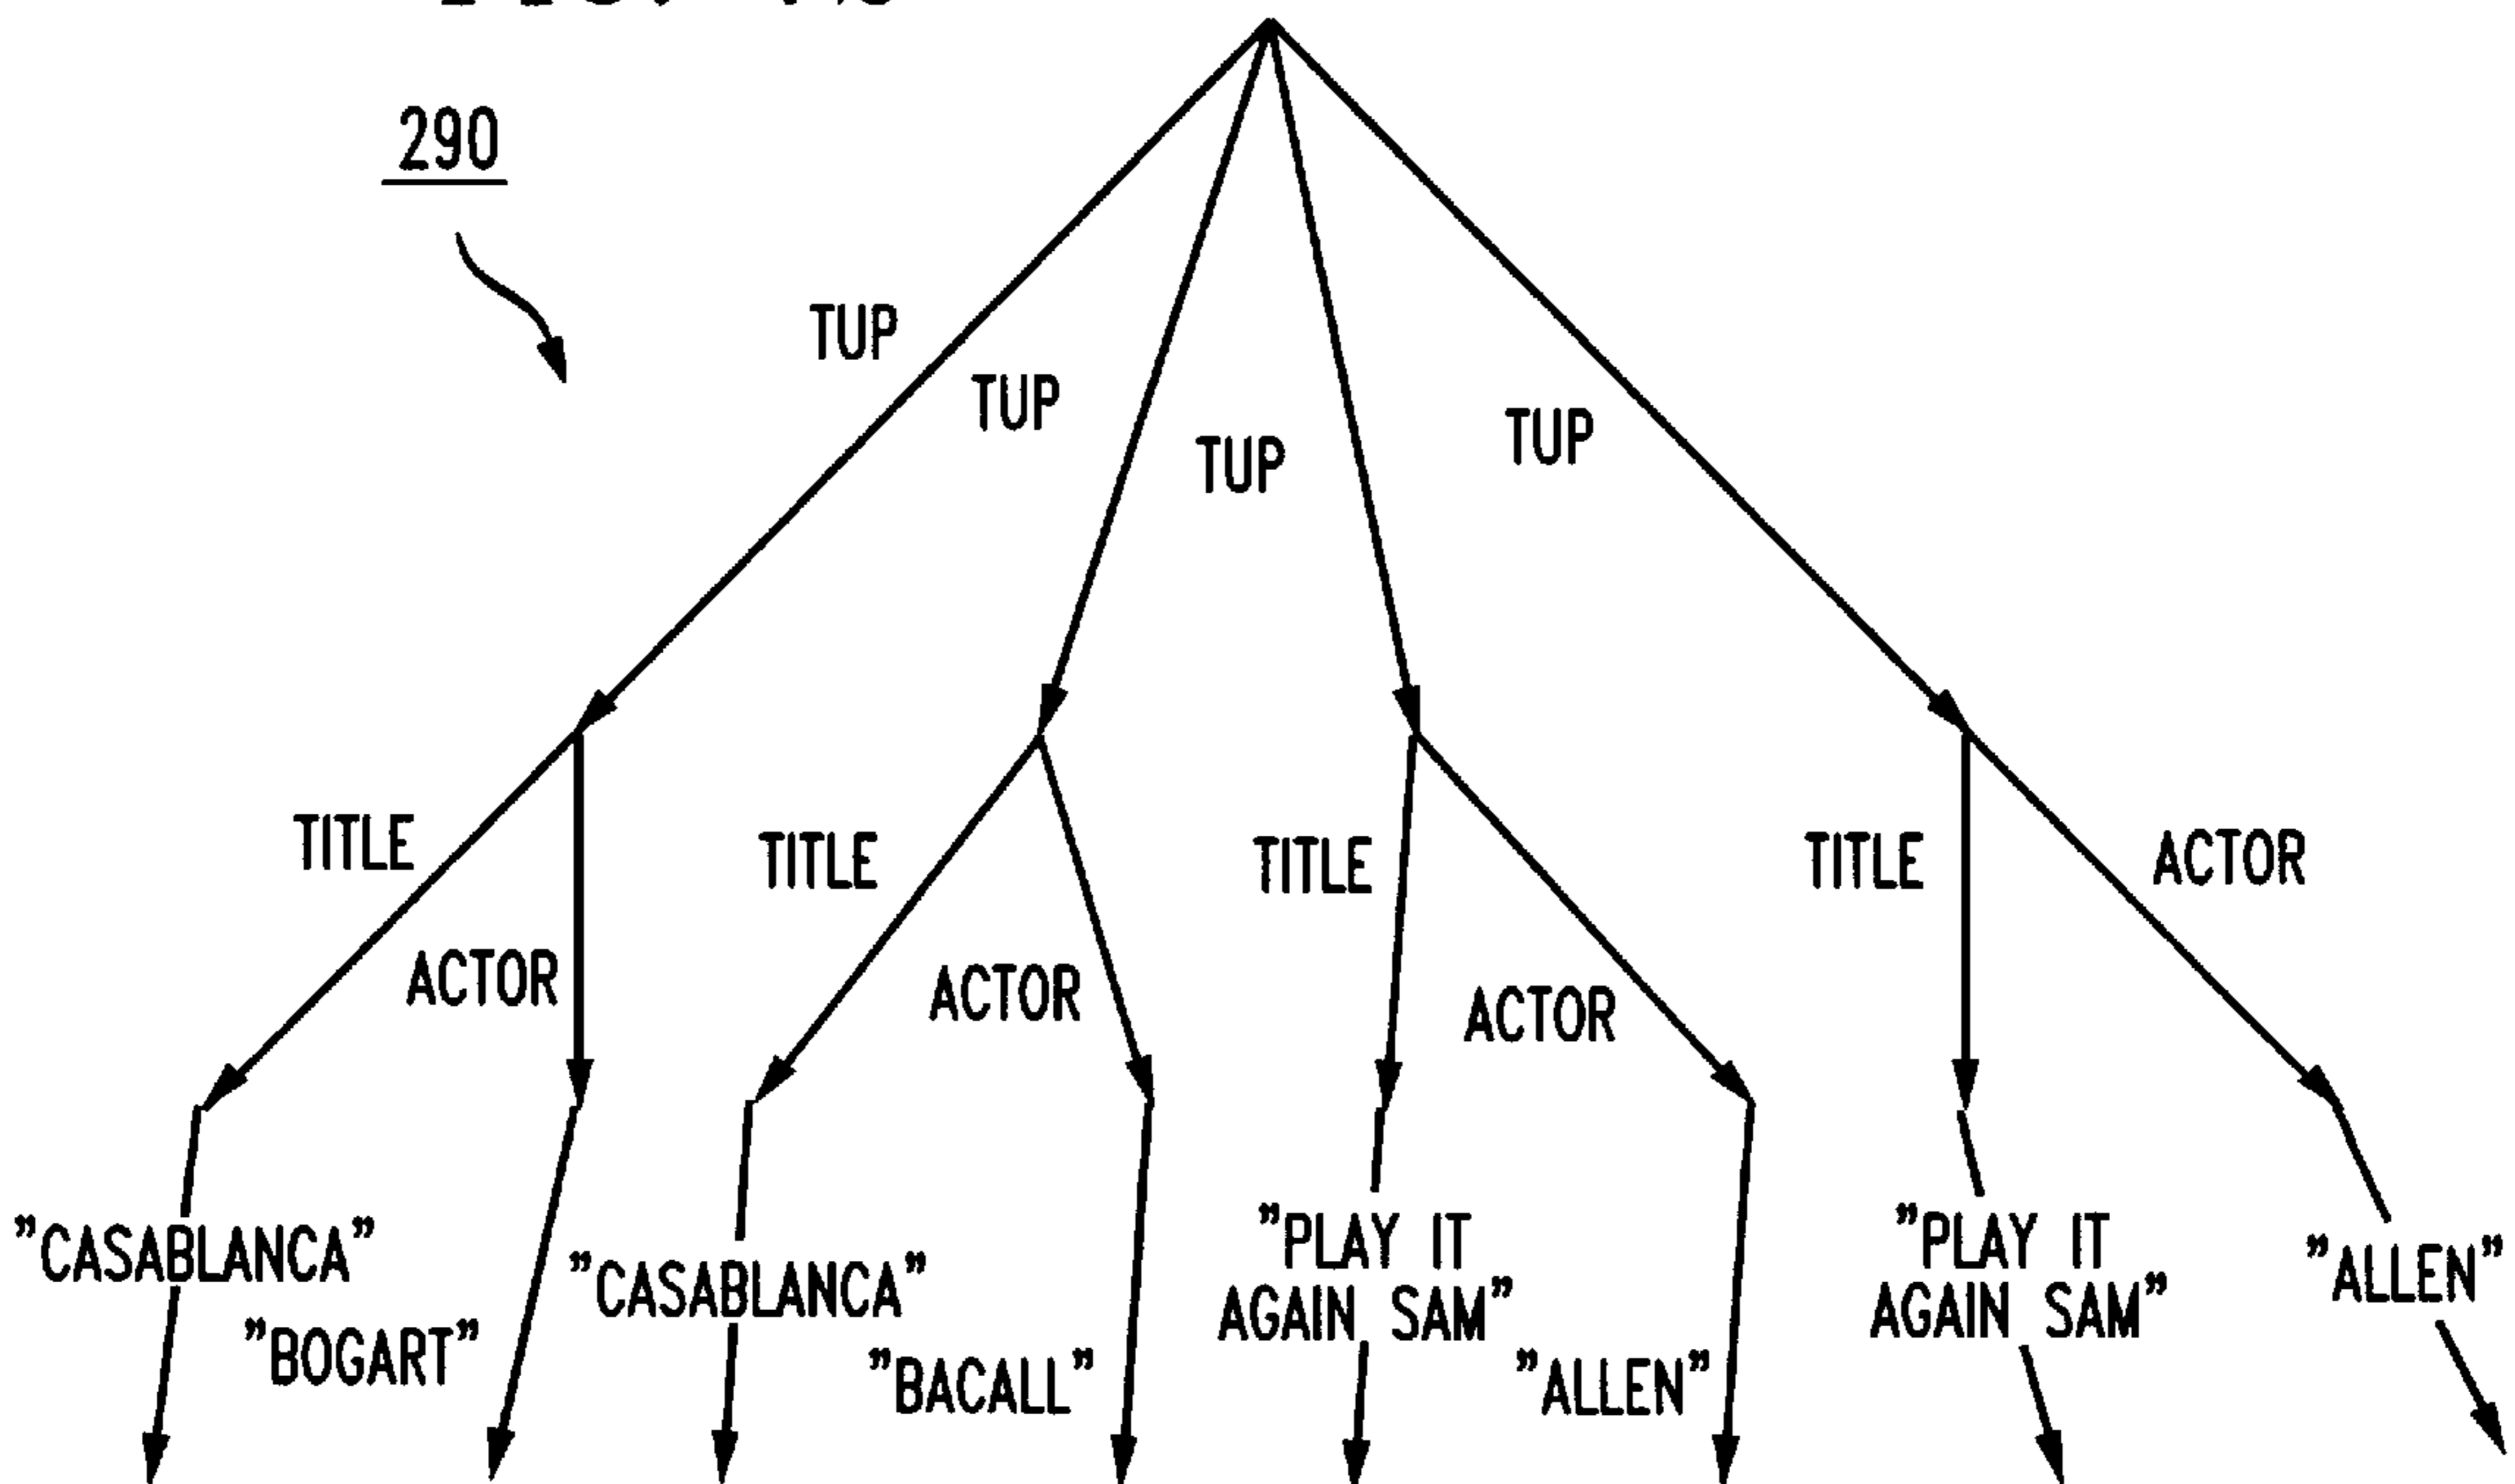 290
TUP
TUP
TUP
TUP
TITLE
TITLE
TITLE
TITLE
ACTOR
ACTOR
ACTOR
ACTOR
"CASABLANCA"
"CASABLANCA"
"PLAY IT
AGAIN SAM"
"PLAY IT
AGAIN SAM"
"ALLEN"
"BOGART"
"BACALL"
"ALLEN"